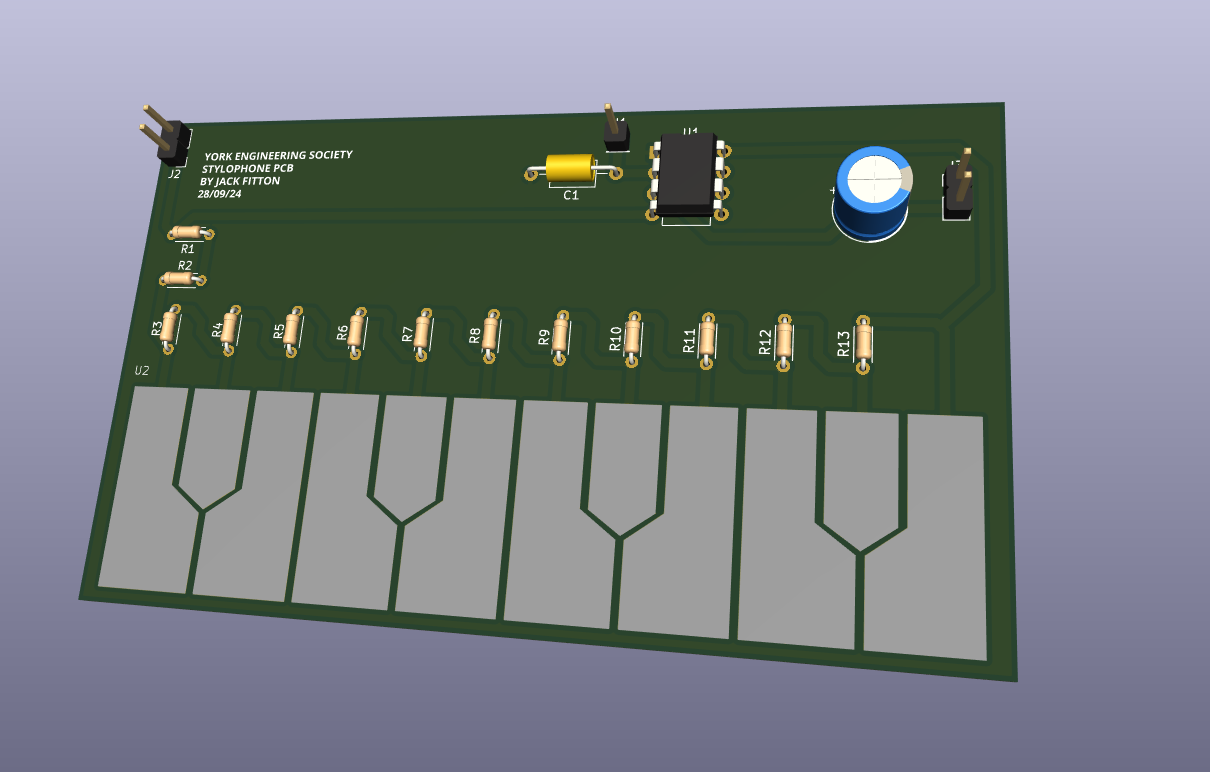 YORK ENGINEERING SOCIETY
STYLOPHONE PCB
BY JACK FITTON
28/09/24
J2
C1
U1
+
R1
R2
R3
R4
R5
R6
R7
R8
R9
R10
R11
R12
R13
U2